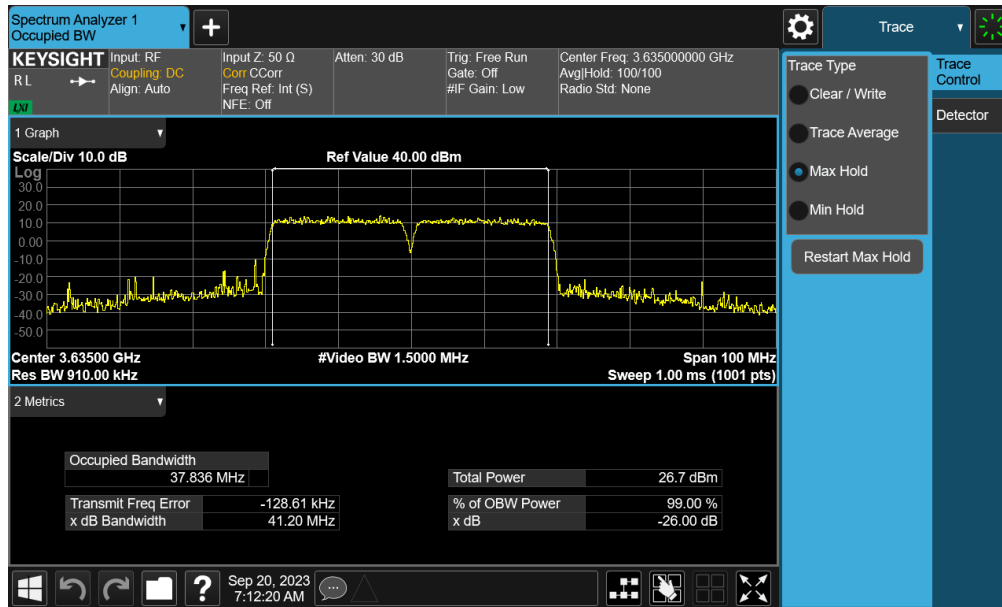 Spectrum Analyzer 1
Occupied BW
+
Trace
KEYSIGHT
R L
LXI
Input: RF
Coupling: DC
Align: Auto
Input Z: 50 Ω
Corr CCorr
Freq Ref: Int (S)
NFE: Off
Atten: 30 dB
Trig: Free Run
Gate: Off
#IF Gain: Low
Center Freq: 3.635000000 GHz
Avg|Hold: 100/100
Radio Std: None
Trace Type
Clear / Write
Trace Average
Max Hold
Min Hold
Restart Max Hold
Trace
Control
Detector
1 Graph
Scale/Div 10.0 dB
Ref Value 40.00 dBm
Log
30.0
20.0
10.0
0.00
-10.0
-20.0
-30.0
-40.0
-50.0
Center 3.63500 GHz
#Video BW 1.5000 MHz
Span 100 MHz
Res BW 910.00 kHz
Sweep 1.00 ms (1001 pts)
2 Metrics
Occupied Bandwidth
37.836 MHz
Total Power 26.7 dBm
Transmit Freq Error -128.61 kHz
% of OBW Power 99.00 %
x dB Bandwidth 41.20 MHz
x dB -26.00 dB
?
Sep 20, 2023
7:12:20 AM